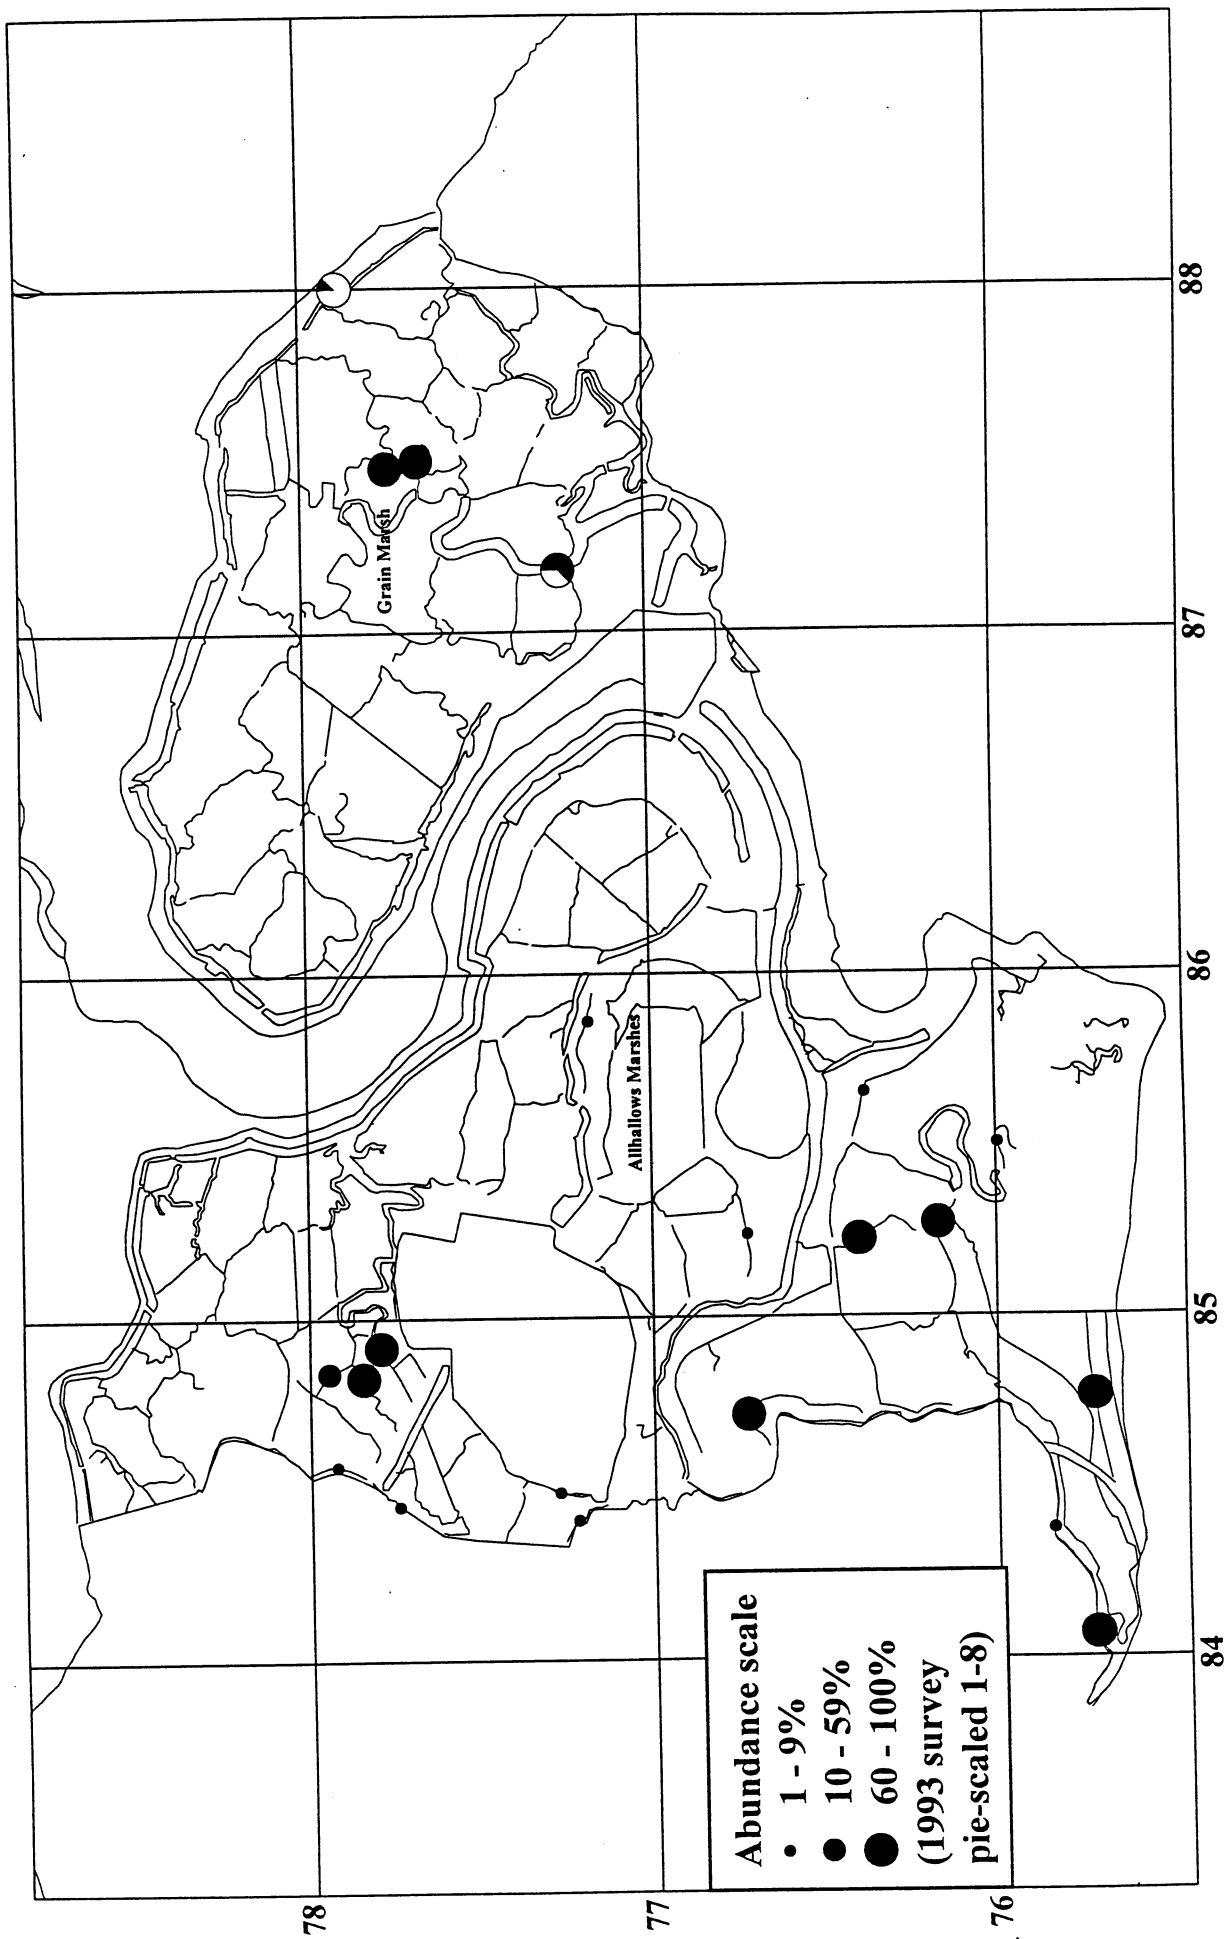 Grain Marsh
Allhallows Marshes
78
77
76
84
85
86
87
88
Abundance scale
1 - 9%
10 - 59%
60 - 100%
(1993 survey
pie-scaled 1-8)